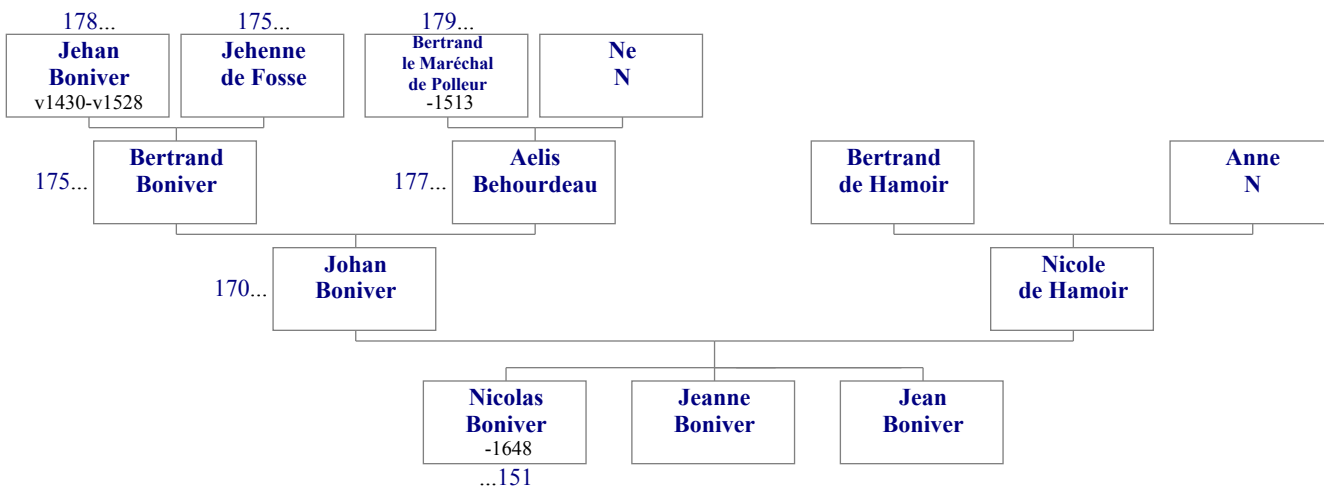 178...
175...
179...
Jehan
Boniver
v1430-v1528
Jehenne
de Fosse
Bertrand
le Maréchal
de Polleur
-1513
Ne
N
175...
Bertrand
Boniver
177...
Aelis
Behourdeau
Bertrand
de Hamoir
Anne
N
170...
Johan
Boniver
Nicole
de Hamoir
Nicolas
Boniver
-1648
Jeanne
Boniver
Jean
Boniver
...151